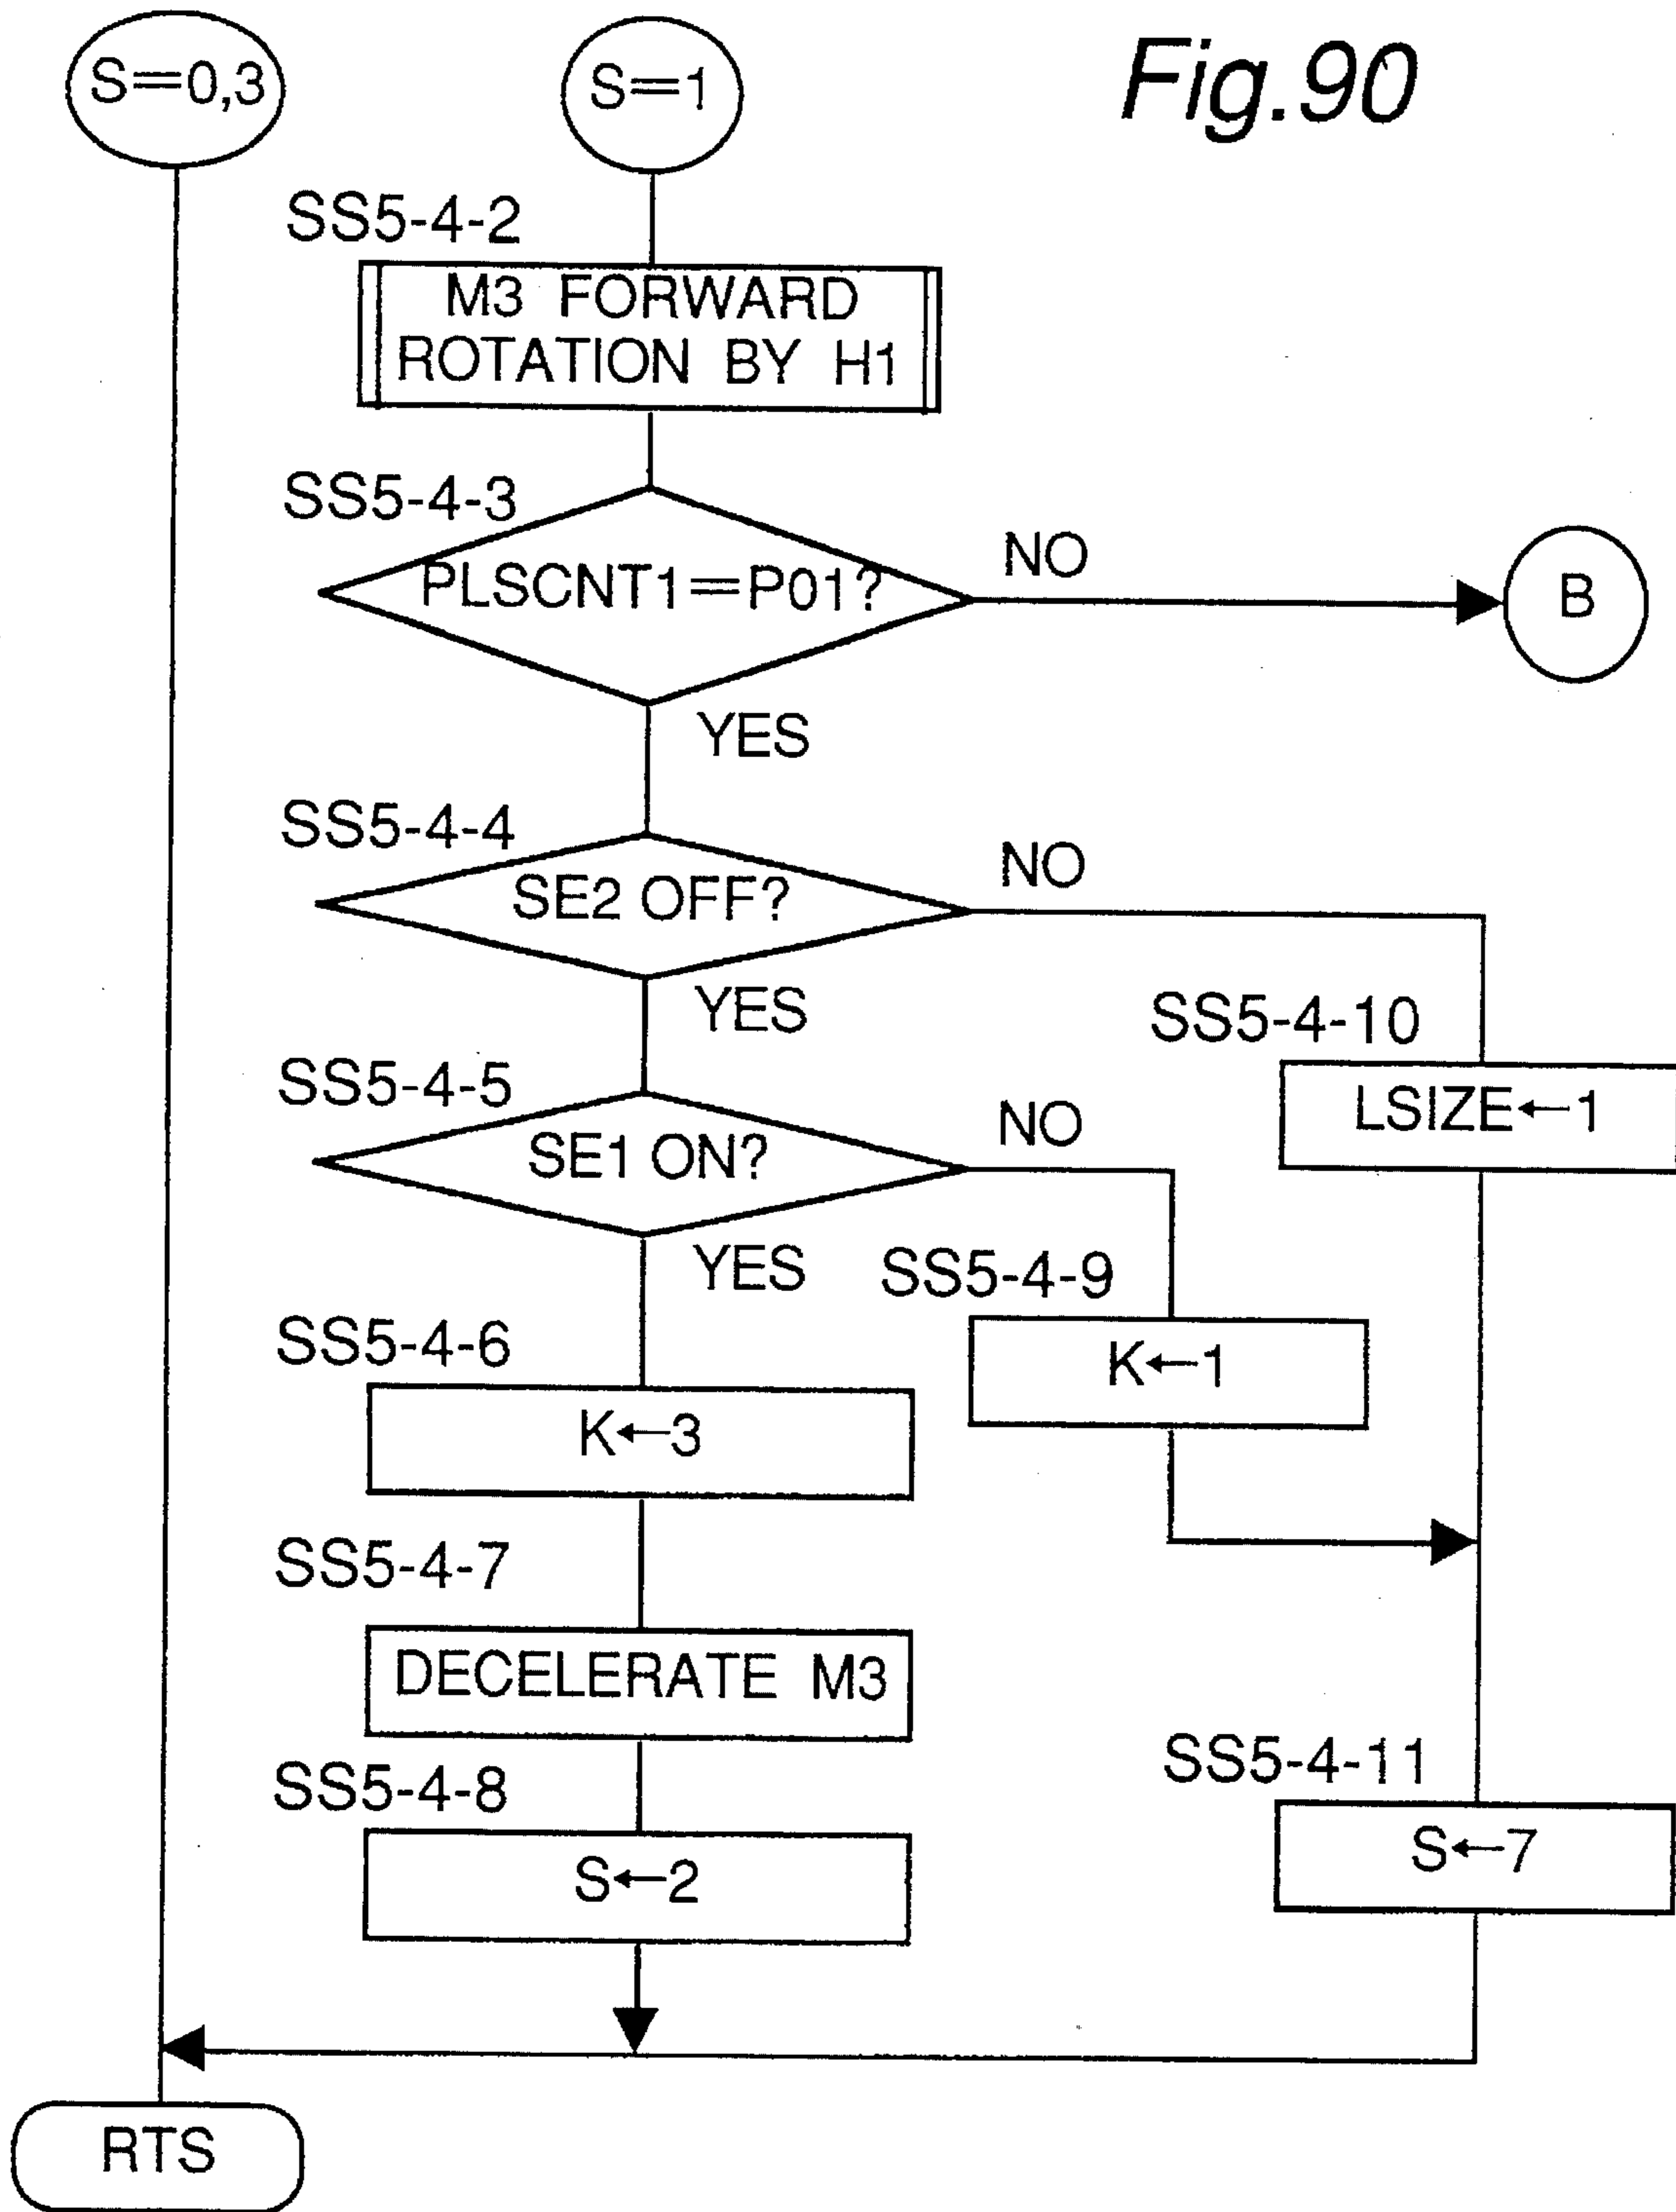 Fig.90
S=0,3
S=1
SS5-4-2
M3 FORWARD
ROTATION BY H1
SS5-4-3
PLSCNT1=P01?
NO
B
YES
SS5-4-4
SE2 OFF?
NO
YES
SS5-4-10
LSIZE←1
SS5-4-5
SE1 ON?
NO
YES
SS5-4-9
K←1
SS5-4-6
K←3
SS5-4-7
DECELERATE M3
SS5-4-8
S←2
SS5-4-11
S←7
RTS